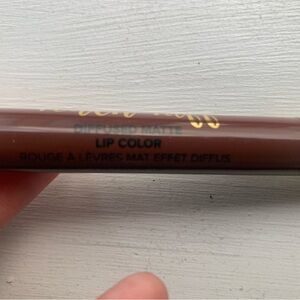 DIFFUSED MATTE
LIP COLOR
ROUGE À LÈVRES MAT EFFET DIFFUS